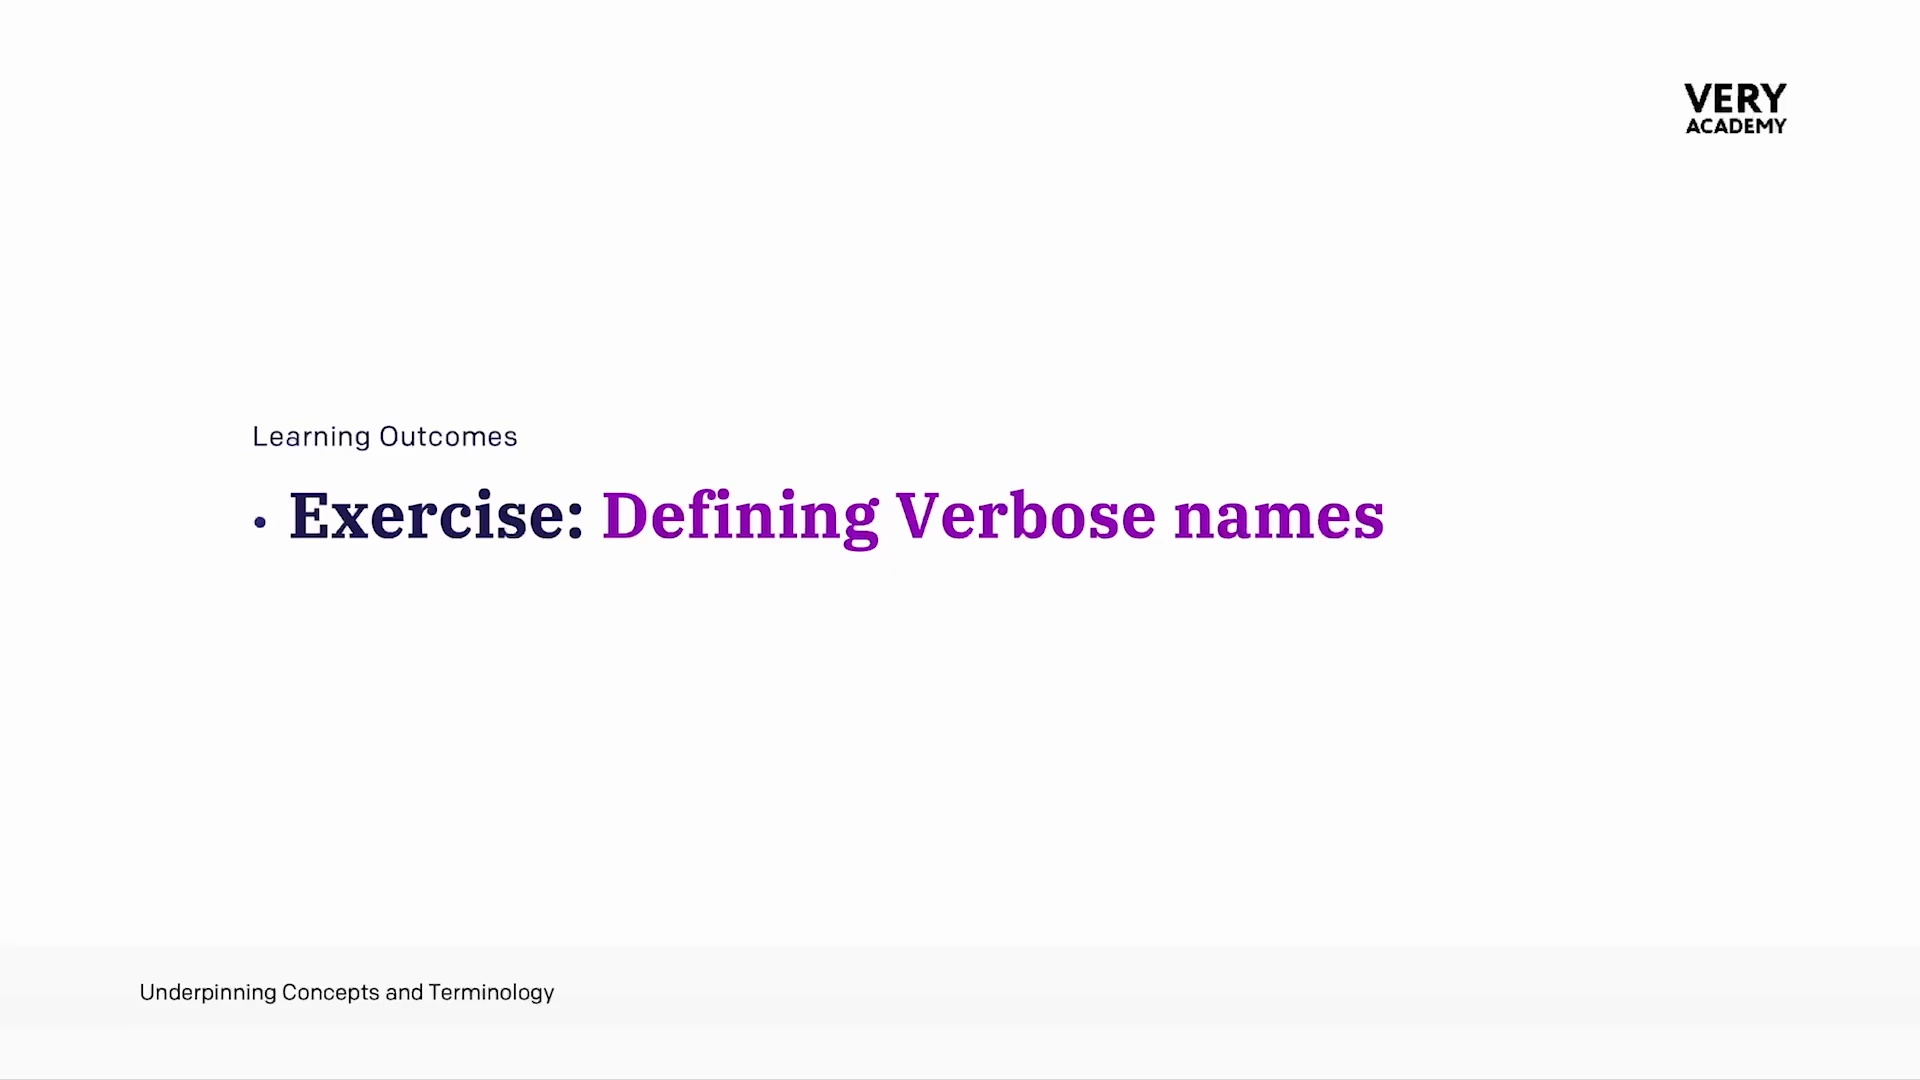 VERY
ACADEMY
Learning Outcomes
• Exercise: Defining Verbose names
Underpinning Concepts and Terminology